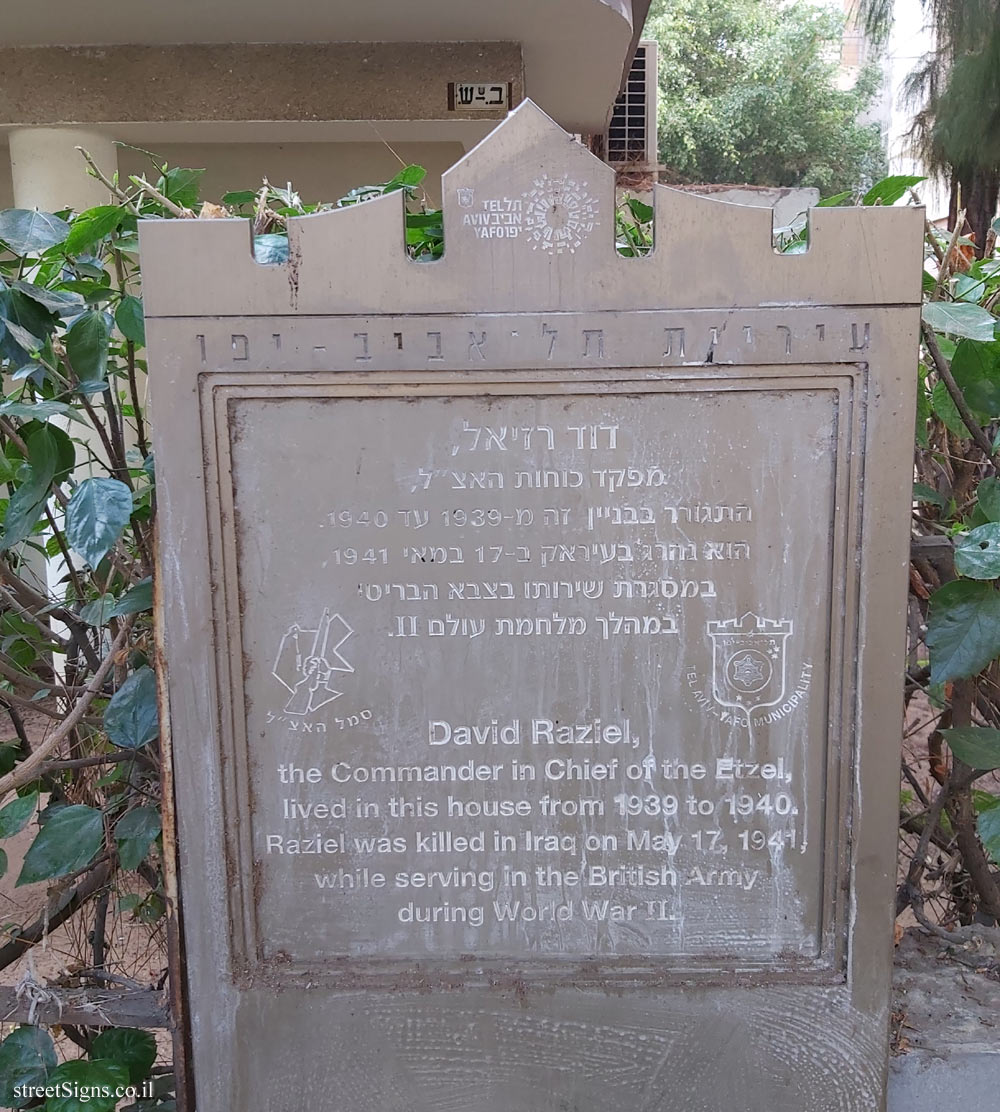 ב.־ש.
תל
TEL אביב
AVIV יפו
YAFO
עיריית תל־אביב-יפו
דוד רזיאל,
מפקד כוחות האצ״ל,
התגורר בבניין זה מ-1939 עד 1940.
הוא נהרג בעיראק ב-17 במאי 1941
במסגרת שירותו בצבא הבריטי
במהלך מלחמת עולם II.
סמל האצ״ל
TEL AVIV-YAFO MUNICIPALITY
David Raziel,
the Commander in Chief of the Etzel,
lived in this house from 1939 to 1940.
Raziel was killed in Iraq on May 17, 1941,
while serving in the British Army
during World War II.
streetSigns.co.il